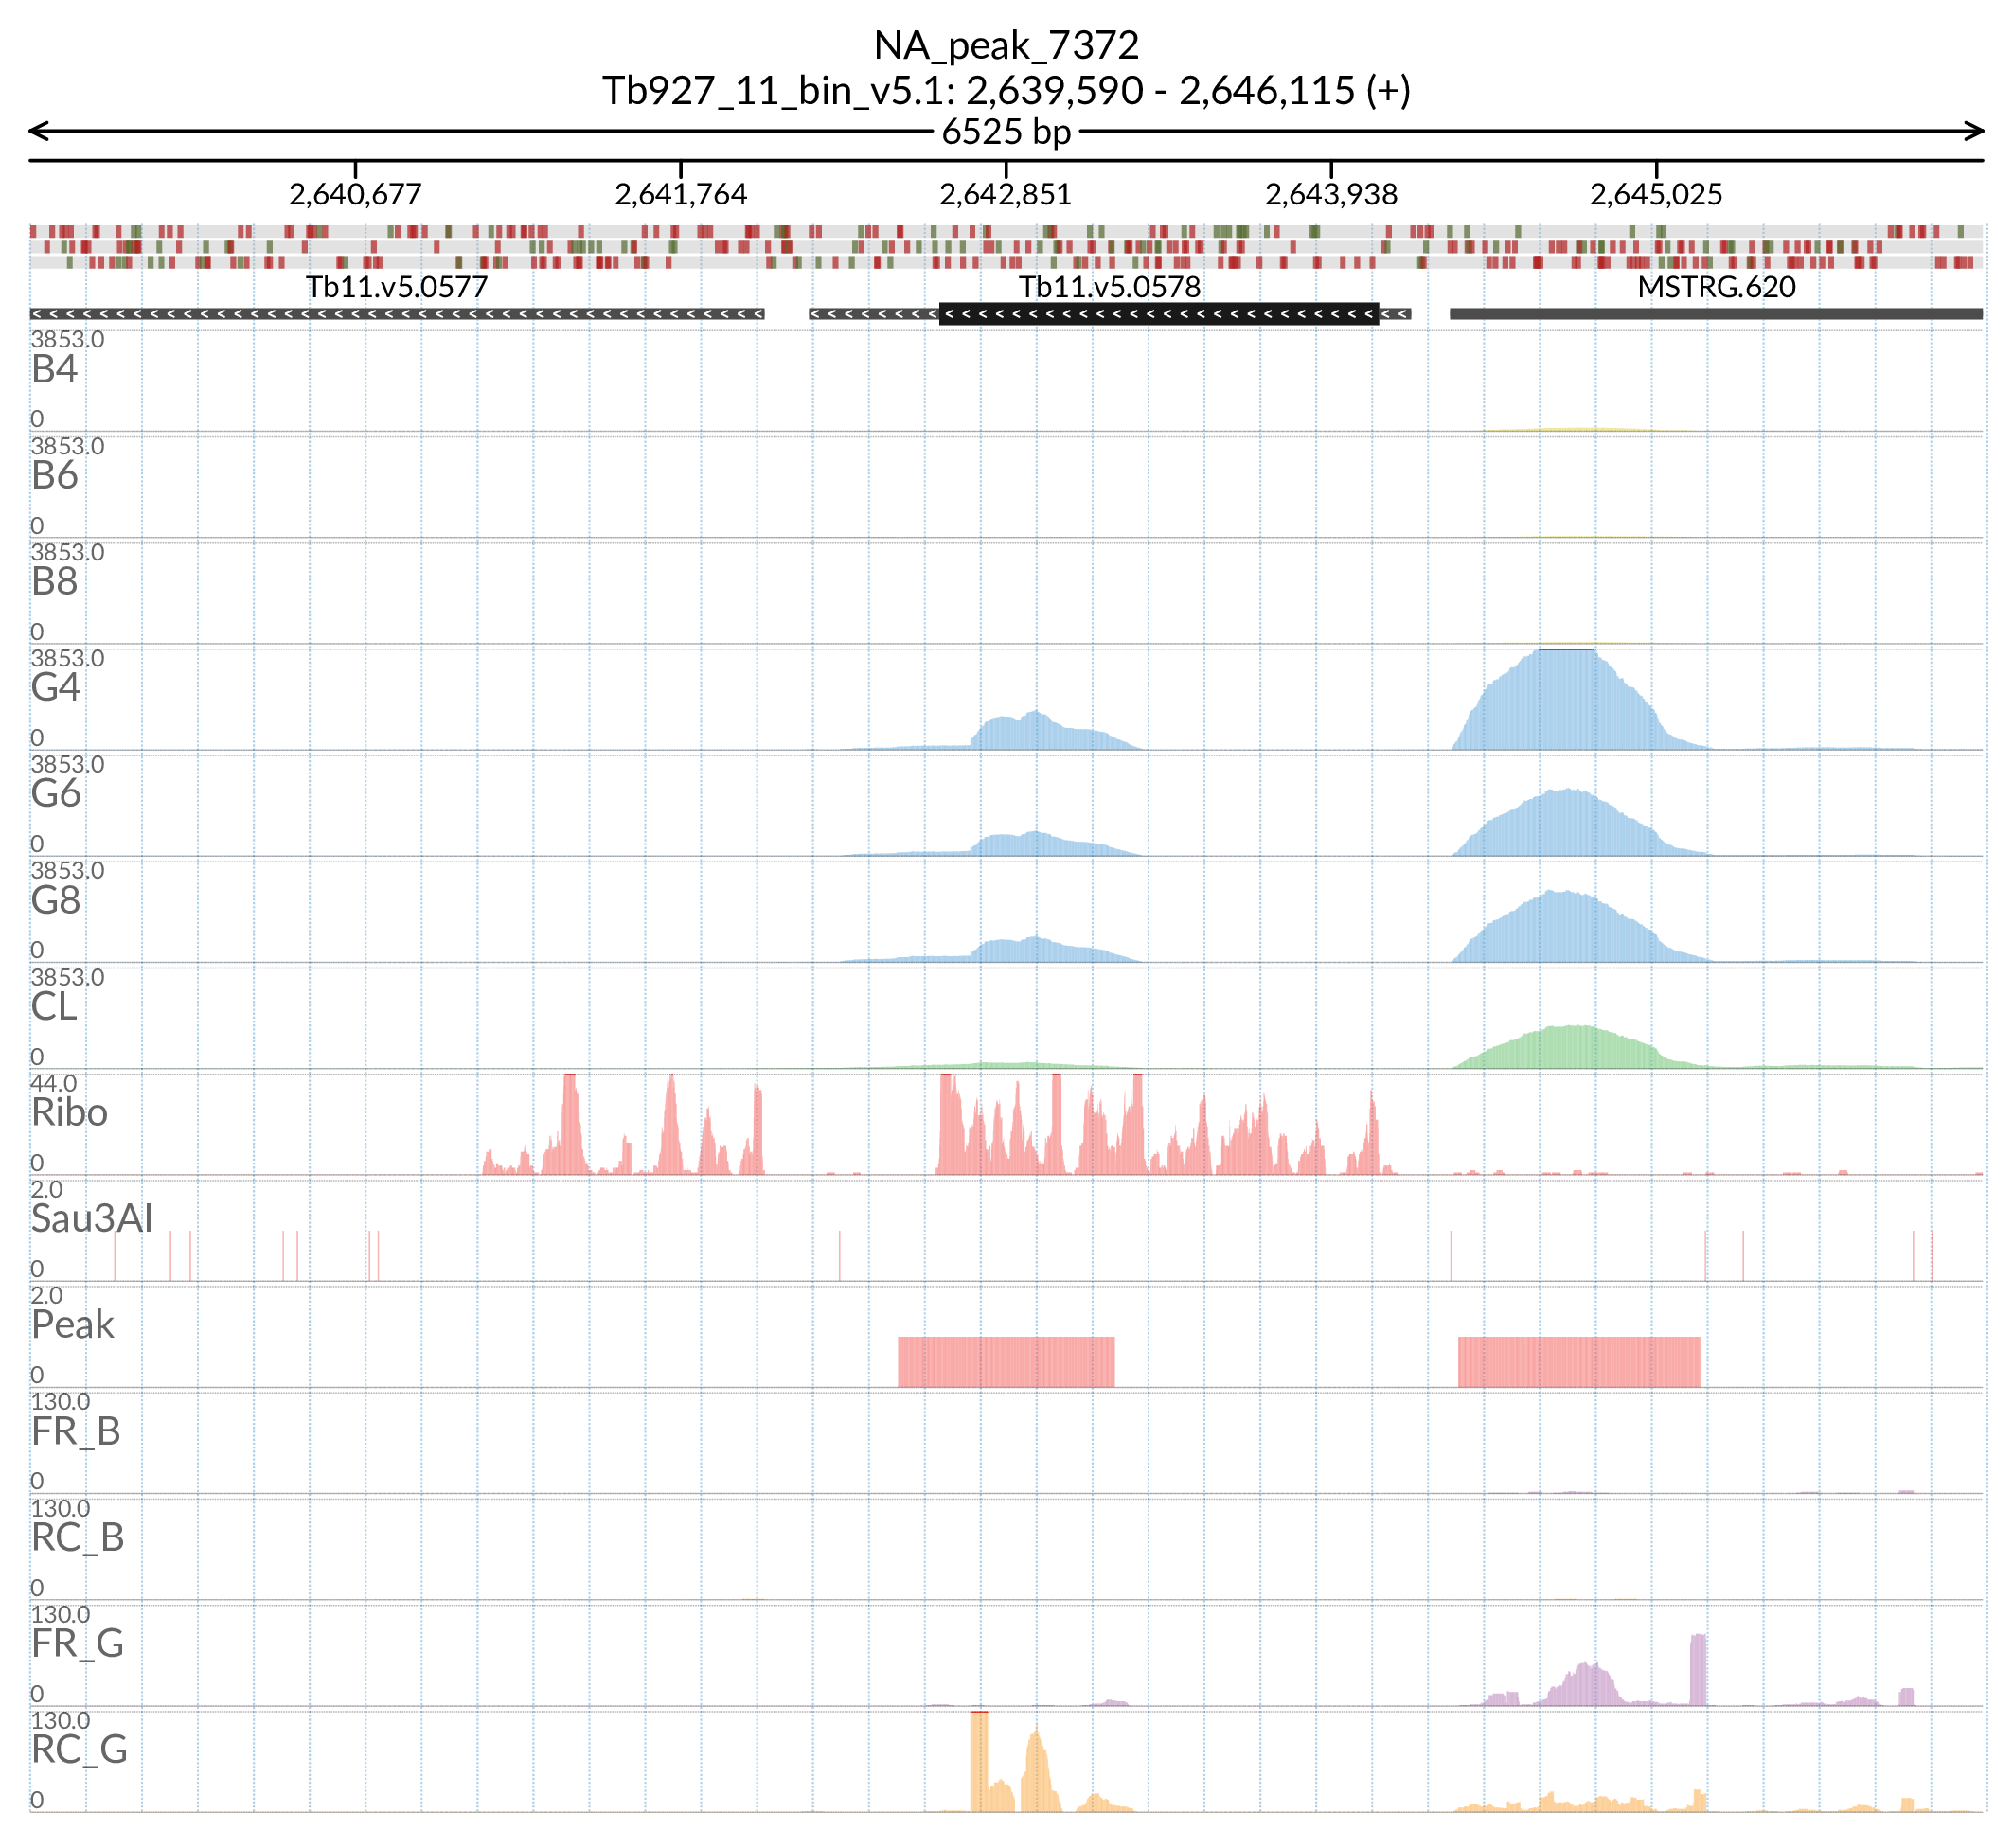 NA_peak_7372
Tb927_11_bin_v5.1: 2,639,590 - 2,646,115 (+)
6525 bp
2,640,677 2,641,764 2,642,851 2,643,938 2,645,025
Tb11.v5.0577 Tb11.v5.0578 MSTRG.620
3853.0
B4
0
3853.0
B6
0
3853.0
B8
0
3853.0
G4
0
3853.0
G6
0
3853.0
G8
0
3853.0
CL
0
44.0
Ribo
0
2.0
Sau3AI
0
2.0
Peak
0
130.0
FR_B
0
130.0
RC_B
0
130.0
FR_G
0
130.0
RC_G
0